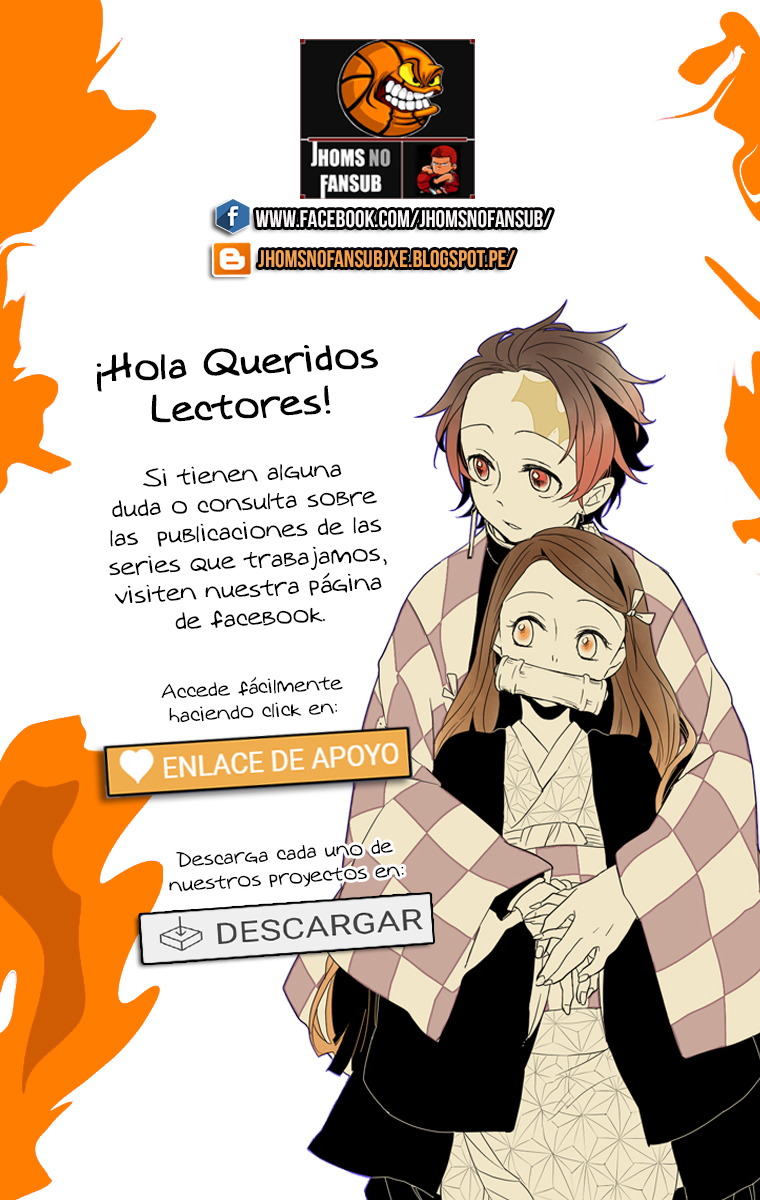 JHOMS NO
FANSUB
WWW.FACEBOOK.COM/JHOMSNOFANSUB/
JHOMSNOFANSUBJXE.BLOGSPOT.PE/
¡Hola Queridos
Lectores!
Si tienen alguna
duda o consulta sobre
las publicaciones de las
series que trabajamos,
visiten nuestra página
de facebook.
Accede fácilmente
haciendo click en:
ENLACE DE APOYO
Descarga cada uno de
nuestros proyectos en:
DESCARGAR